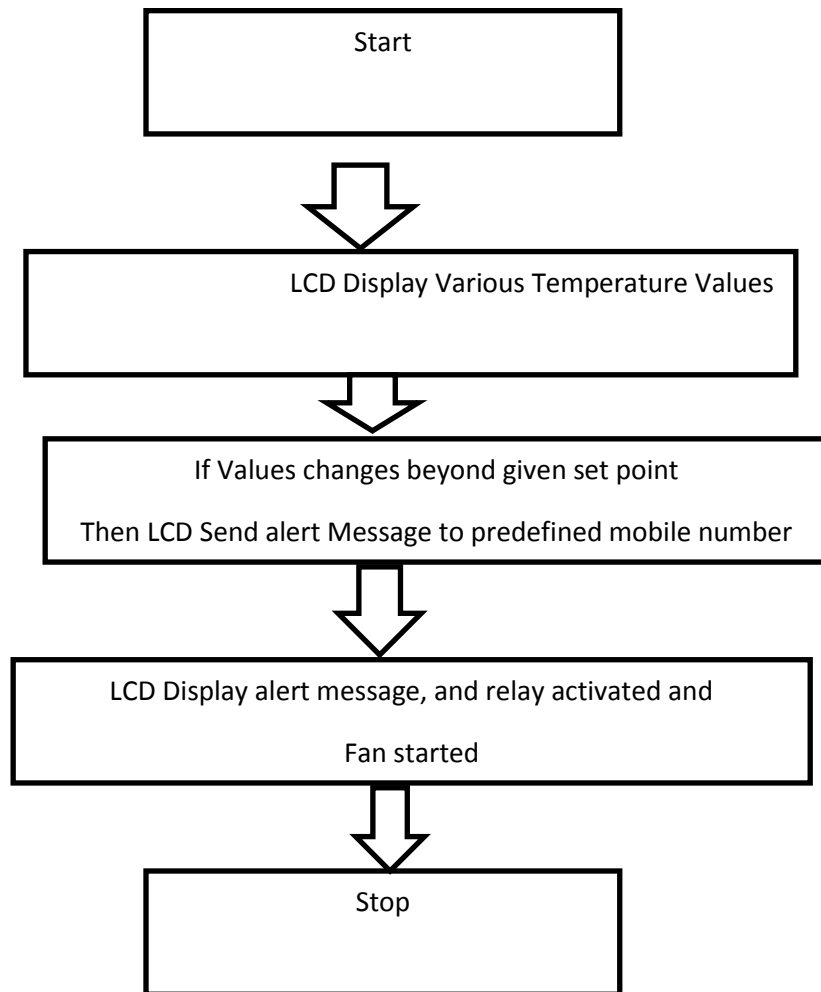 Start
LCD Display Various Temperature Values
If Values changes beyond given set point
Then LCD Send alert Message to predefined mobile number
LCD Display alert message, and relay activated and
Fan started
Stop